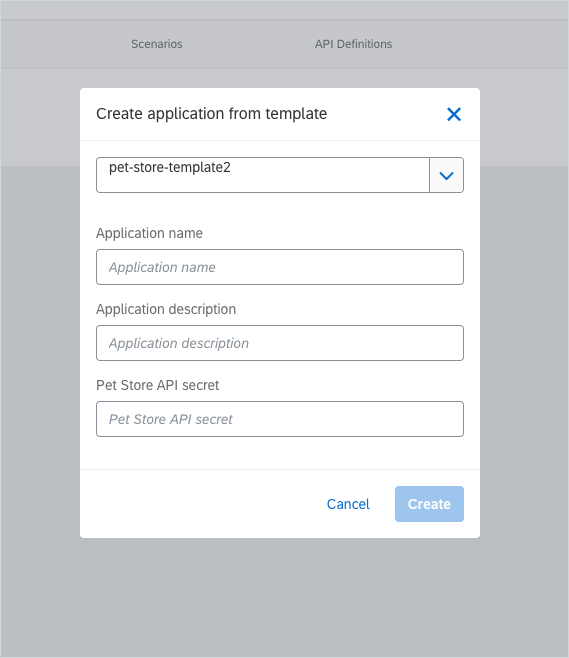 Scenarios
API Definitions
Create application from template
pet-store-template2
Application name
Application name
Application description
Application description
Pet Store API secret
Pet Store API secret
Cancel
Create